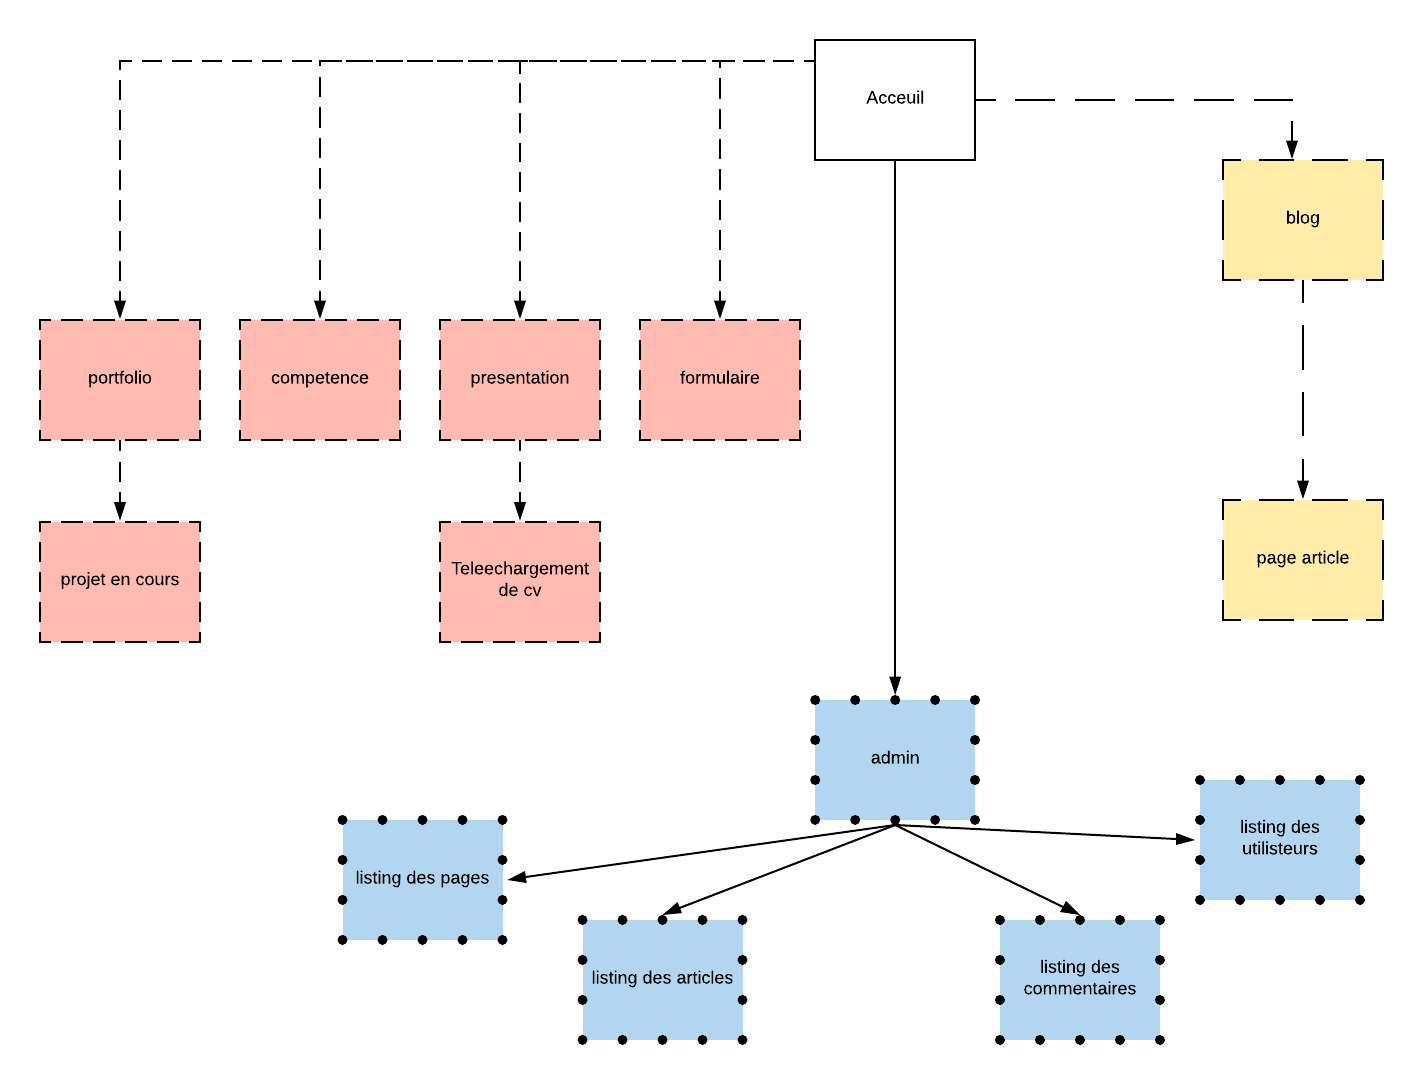 Acceuil
blog
portfolio
competence
presentation
formulaire
projet en cours
Teleechargement
de cv
page article
admin
listing des
utilisteurs
listing des pages
listing des articles
listing des
commentaires